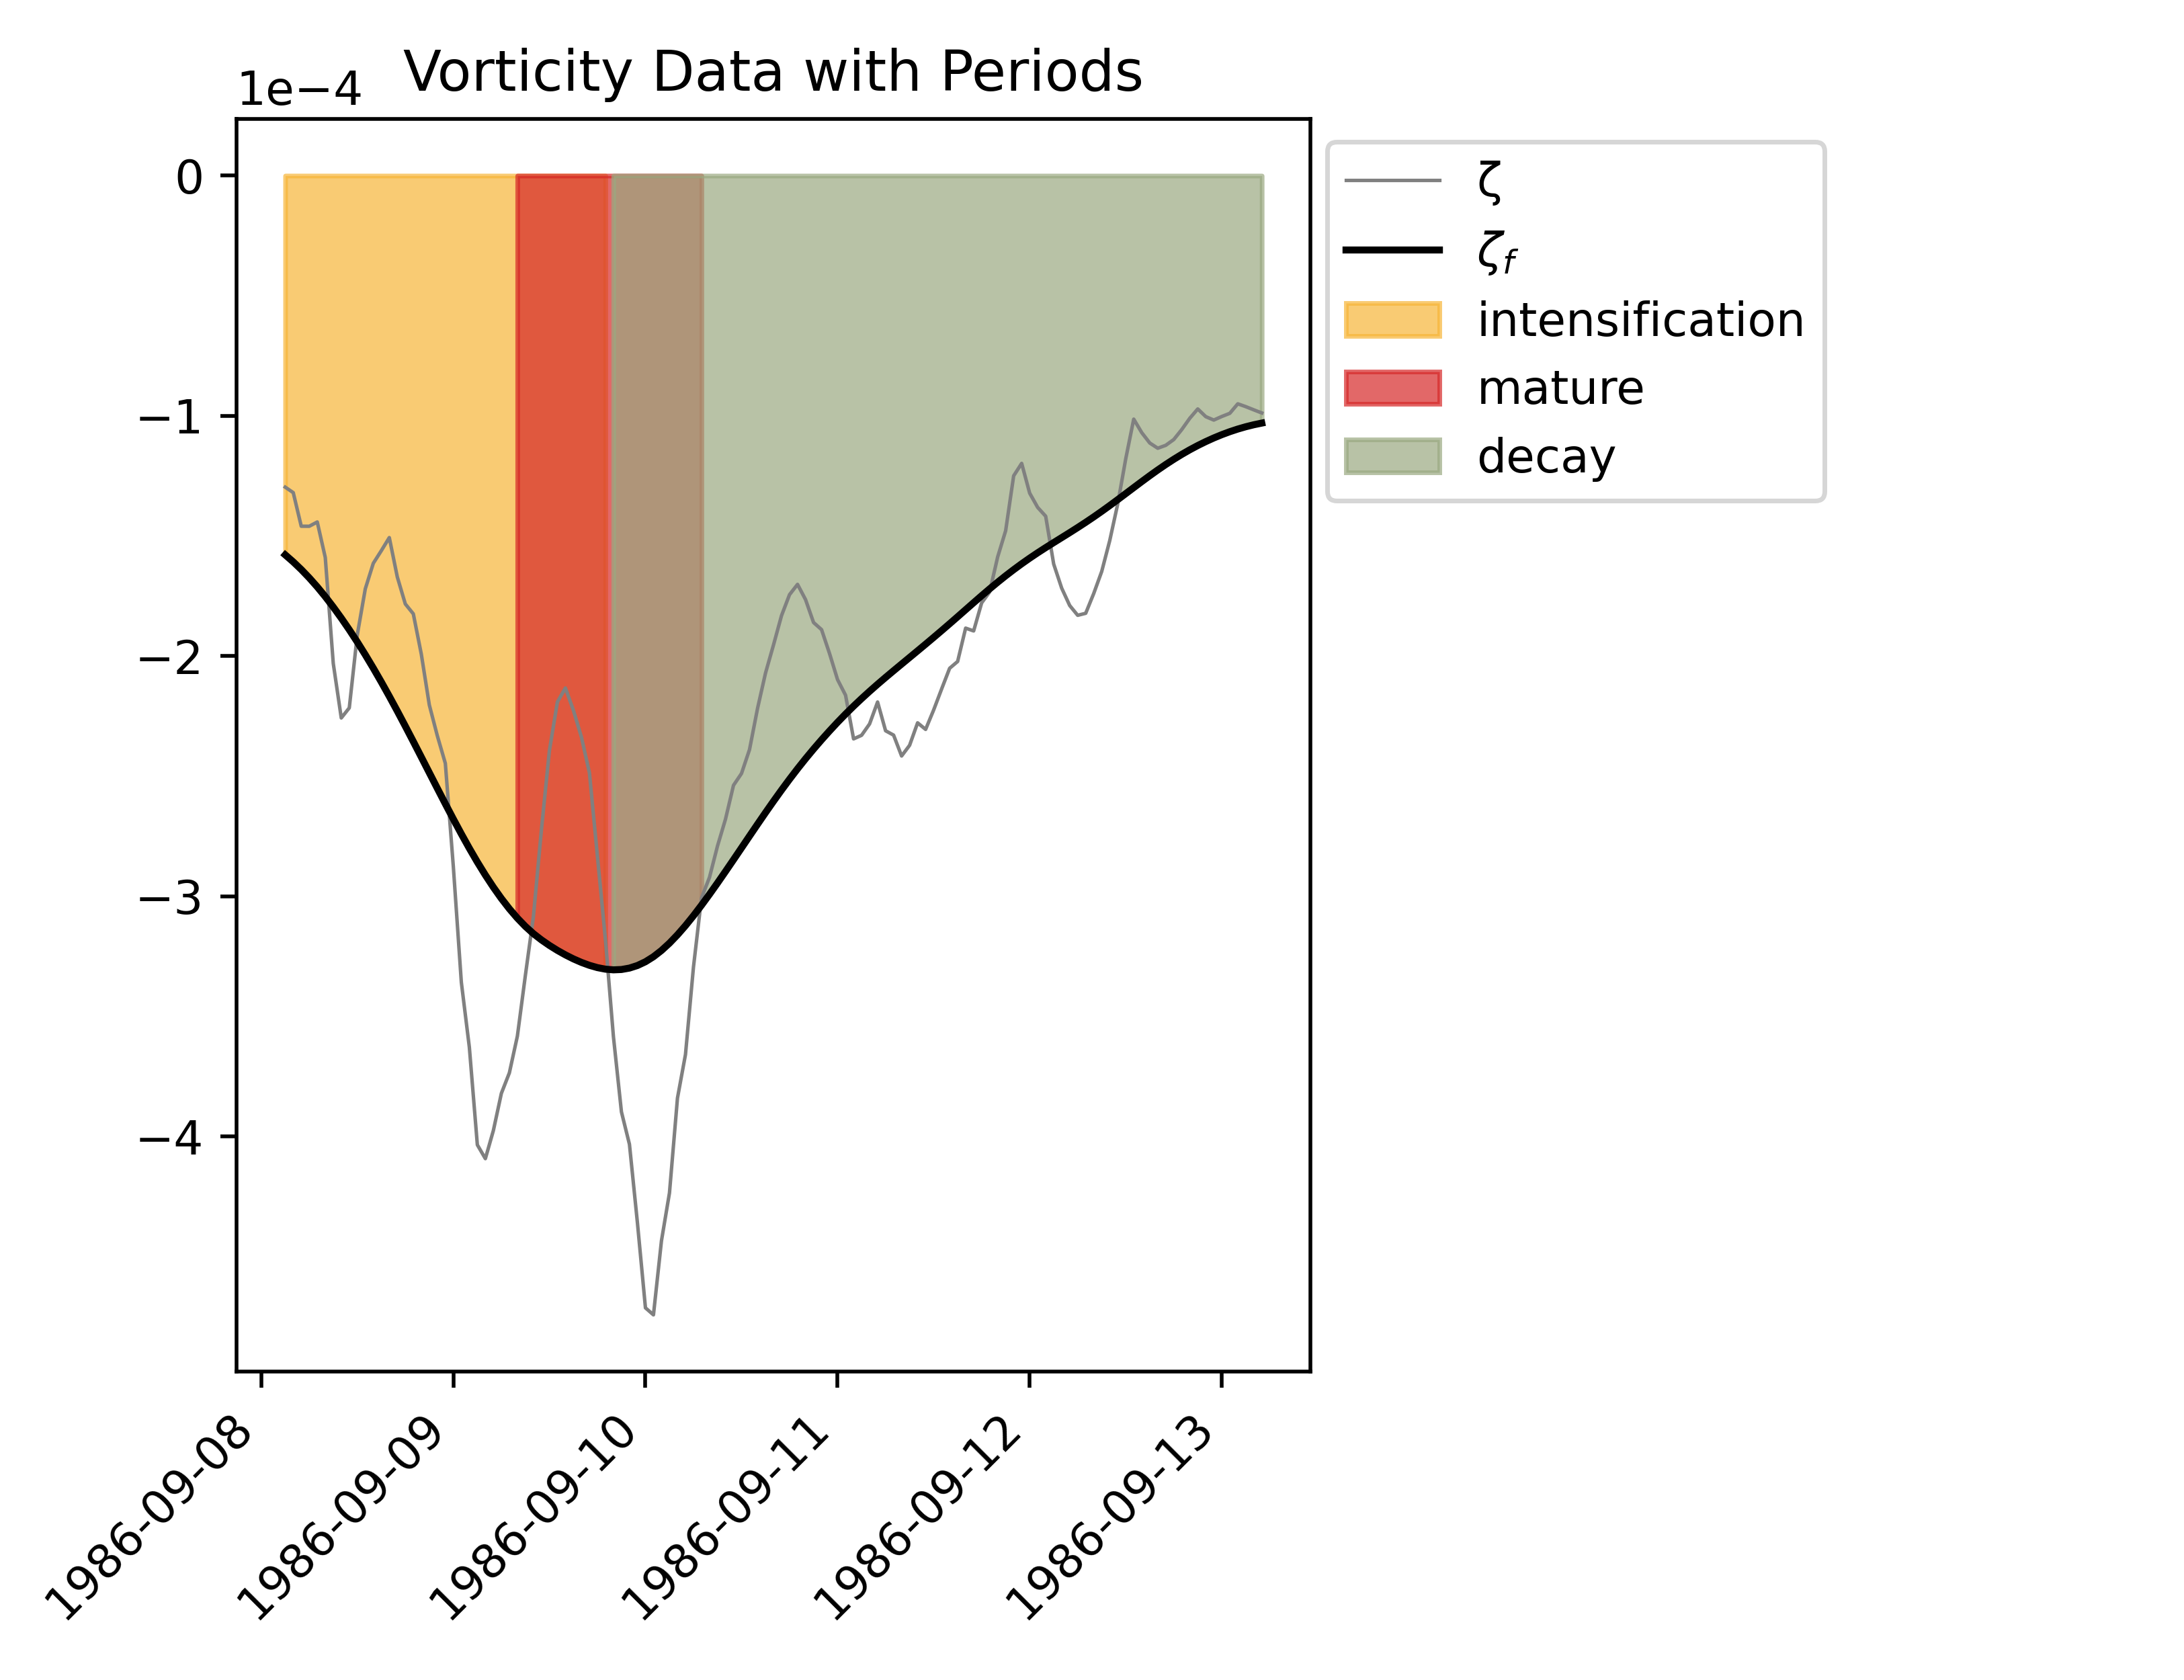 Vorticity Data with Periods
1e−4
0
−1
−2
−3
−4
1986-09-08
1986-09-09
1986-09-10
1986-09-11
1986-09-12
1986-09-13
ζ
ζf
intensification
mature
decay